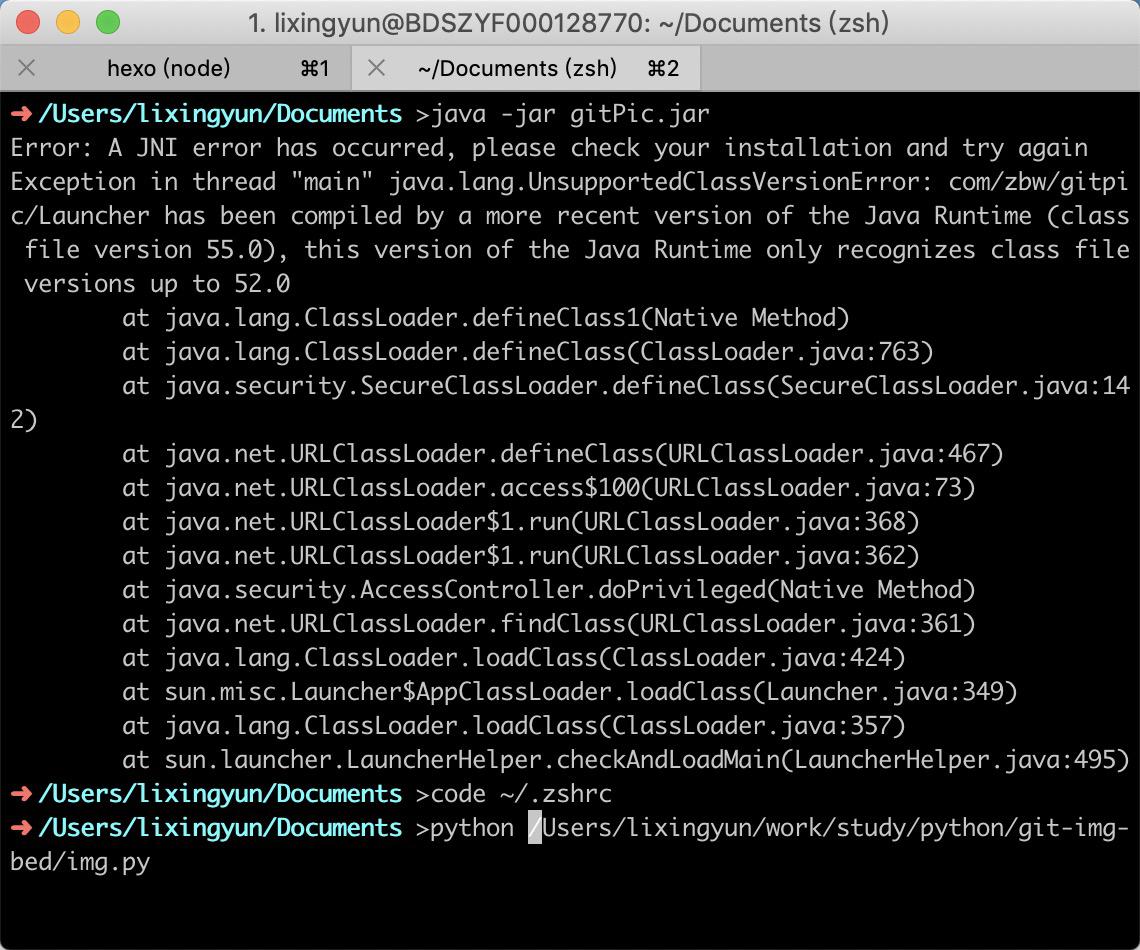 1. lixingyun@BDSZYF000128770: ~/Documents (zsh)
hexo (node) ⌘1 ~/Documents (zsh) ⌘2
➜ /Users/lixingyun/Documents >java -jar gitPic.jar
Error: A JNI error has occurred, please check your installation and try again
Exception in thread "main" java.lang.UnsupportedClassVersionError: com/zbw/gitpi
c/Launcher has been compiled by a more recent version of the Java Runtime (class
 file version 55.0), this version of the Java Runtime only recognizes class file
 versions up to 52.0
        at java.lang.ClassLoader.defineClass1(Native Method)
        at java.lang.ClassLoader.defineClass(ClassLoader.java:763)
        at java.security.SecureClassLoader.defineClass(SecureClassLoader.java:14
2)
        at java.net.URLClassLoader.defineClass(URLClassLoader.java:467)
        at java.net.URLClassLoader.access$100(URLClassLoader.java:73)
        at java.net.URLClassLoader$1.run(URLClassLoader.java:368)
        at java.net.URLClassLoader$1.run(URLClassLoader.java:362)
        at java.security.AccessController.doPrivileged(Native Method)
        at java.net.URLClassLoader.findClass(URLClassLoader.java:361)
        at java.lang.ClassLoader.loadClass(ClassLoader.java:424)
        at sun.misc.Launcher$AppClassLoader.loadClass(Launcher.java:349)
        at java.lang.ClassLoader.loadClass(ClassLoader.java:357)
        at sun.launcher.LauncherHelper.checkAndLoadMain(LauncherHelper.java:495)
➜ /Users/lixingyun/Documents >code ~/.zshrc
➜ /Users/lixingyun/Documents >python /Users/lixingyun/work/study/python/git-img-
bed/img.py